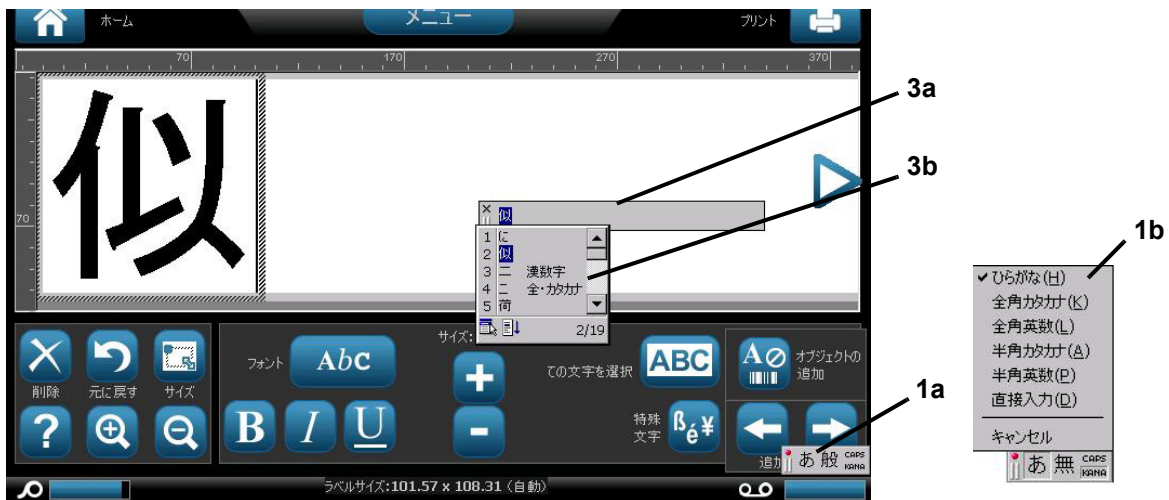 ホーム
メニュー
プリント
70
170
270
370
70
似
3a
3b
1b
1a
似
1 に
2 似
3 二 漢数字
4 ニ 全・カタカナ
5 荷
2/19
削除
元に戻す
サイズ
?
フォント
AbC
B
I
U
サイズ:
+
-
ての文字を選択
ABC
特殊
文字
ßé¥
A
オブジェクトの
追加
追加
あ 般 CAPS KANA
ラベルサイズ:101.57 x 108.31 (自動)
✔ ひらがな(H)
全角カタカナ(K)
全角英数(L)
半角カタカナ(A)
半角英数(P)
直接入力(D)
キャンセル
あ 無 CAPS KANA